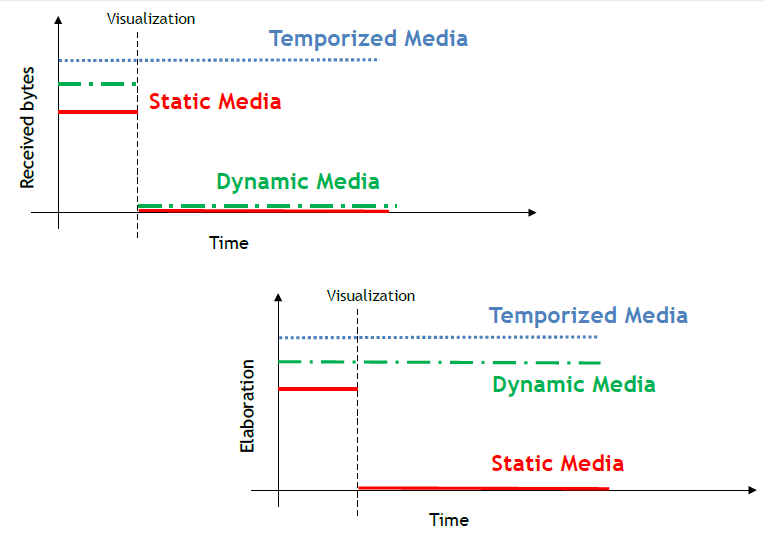 Visualization
Temporized Media
Static Media
Received bytes
Dynamic Media
Time
Visualization
Temporized Media
Dynamic Media
Elaboration
Static Media
Time